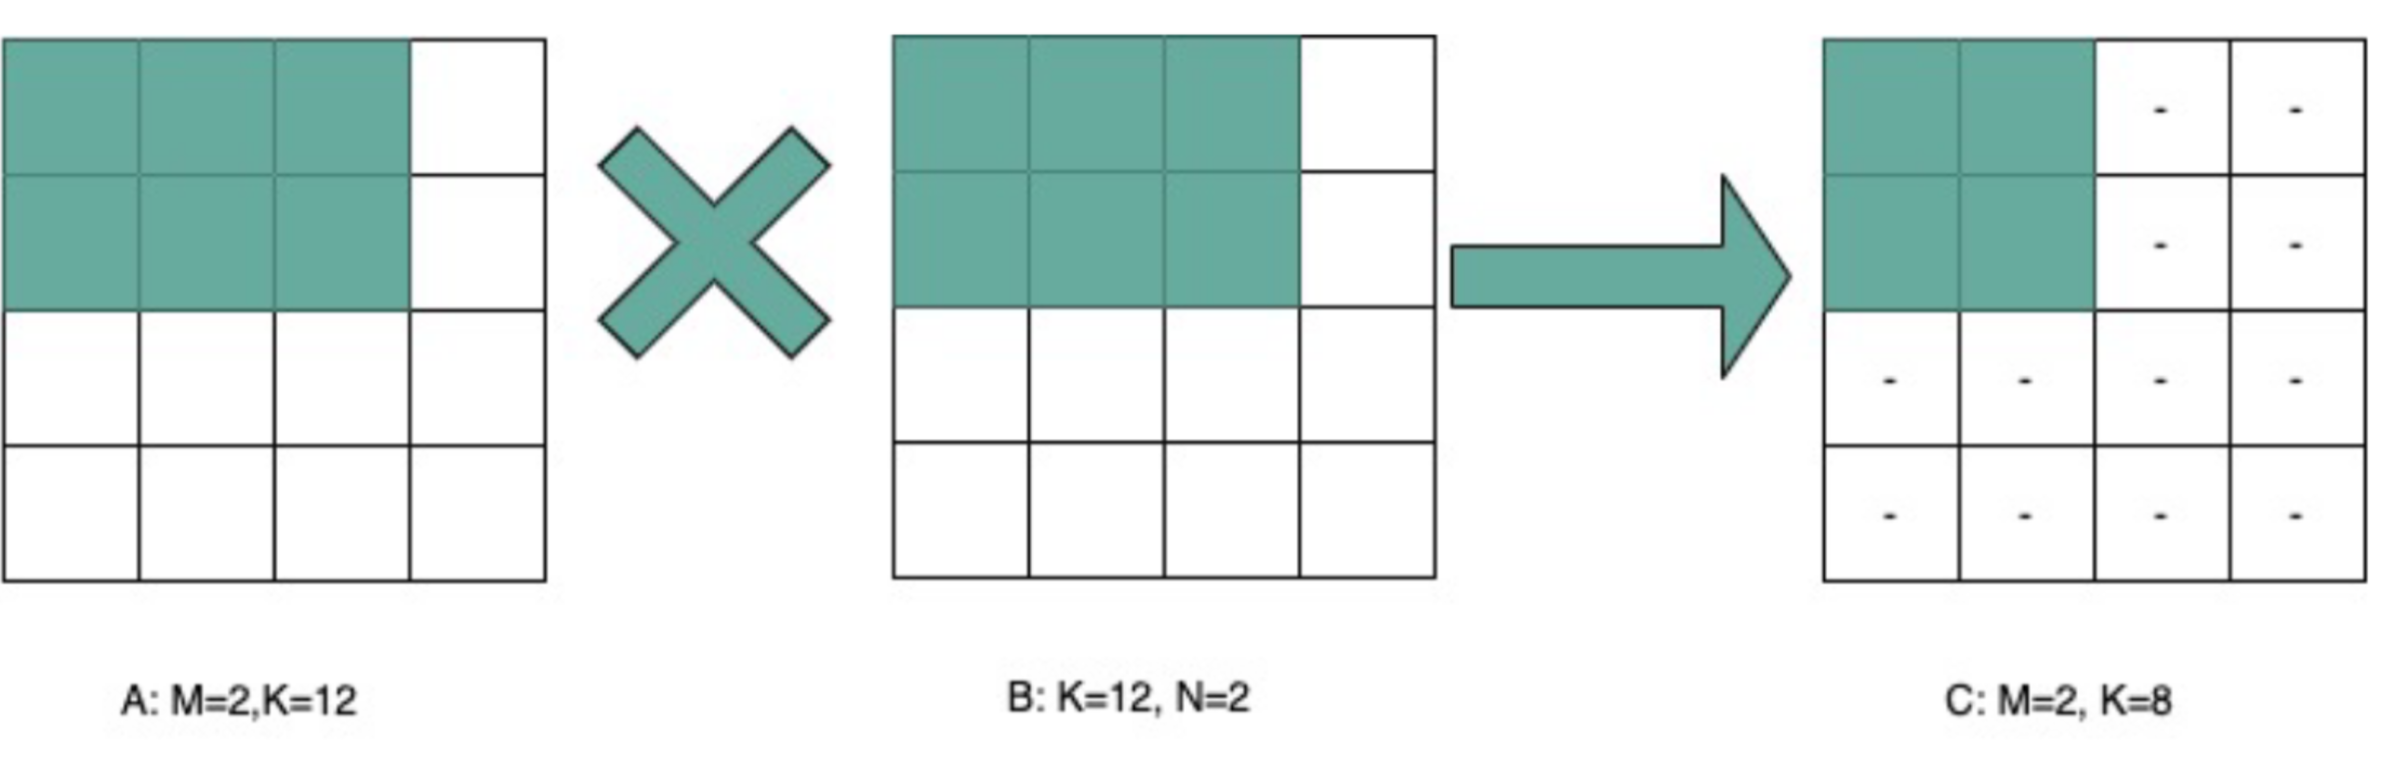 - -
- -
- - - -
- - - -
A: M=2,K=12
B: K=12, N=2
C: M=2, K=8